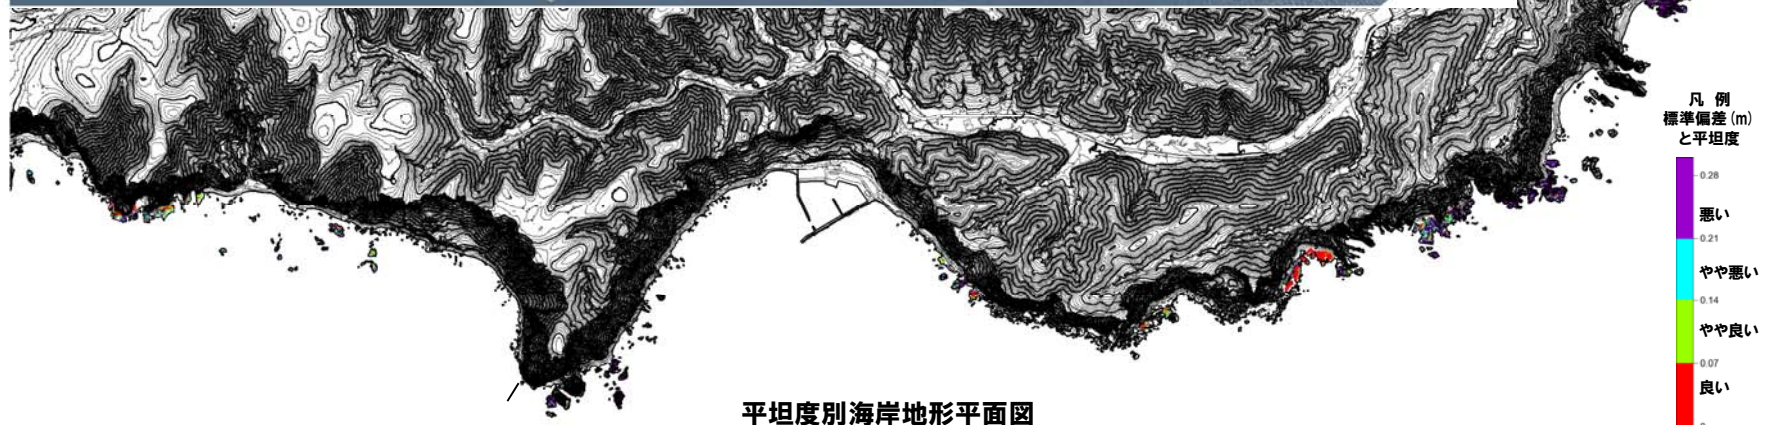 凡 例
標準偏差(m)
と平坦度
0.28
悪い
0.21
やや悪い
0.14
やや良い
0.07
良い
平坦度別海岸地形平面図